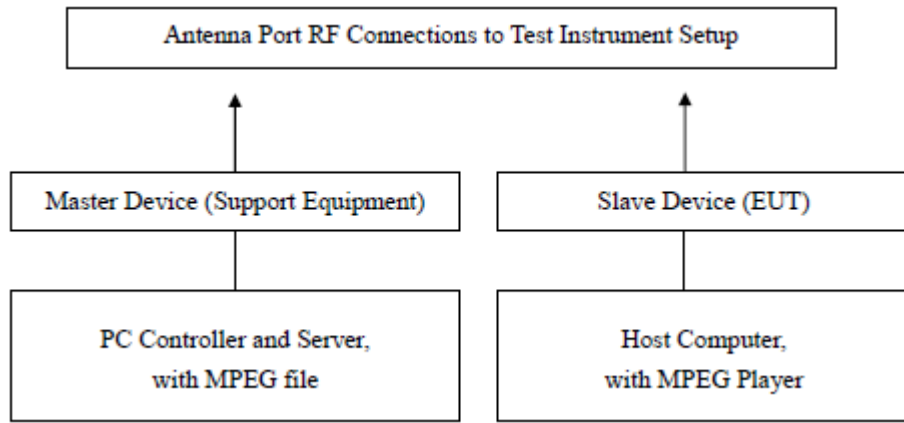 Antenna Port RF Connections to Test Instrument Setup
Master Device (Support Equipment)
Slave Device (EUT)
PC Controller and Server,
with MPEG file
Host Computer,
with MPEG Player